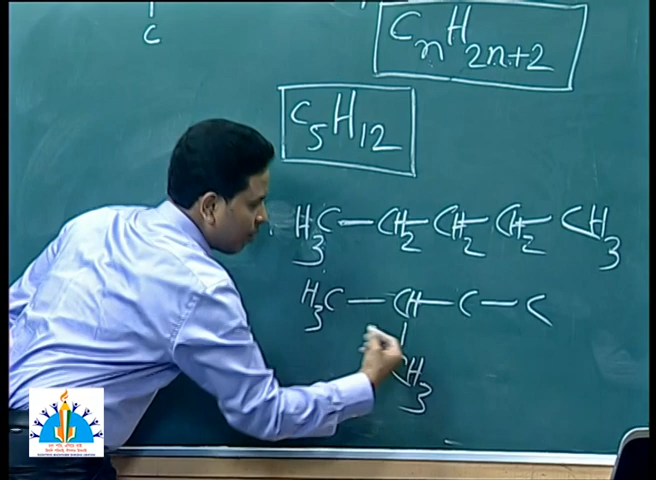 C
CnH2n+2
C5H12
H3C — CH2 — CH2 — CH2 — CH3
H3C — CH — C — C
|
CH3